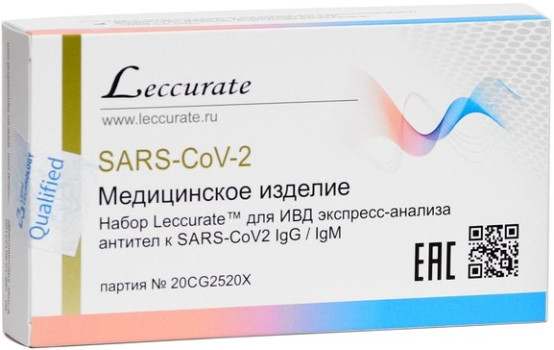 Leccurate
www.leccurate.ru
SARS-CoV-2
Медицинское изделие
Набор Leccurate™ для ИВД экспресс-анализа
антител к SARS-CoV2 IgG / IgM
партия № 20CG2520X
EAC
Qualified
TECHNOLOGY